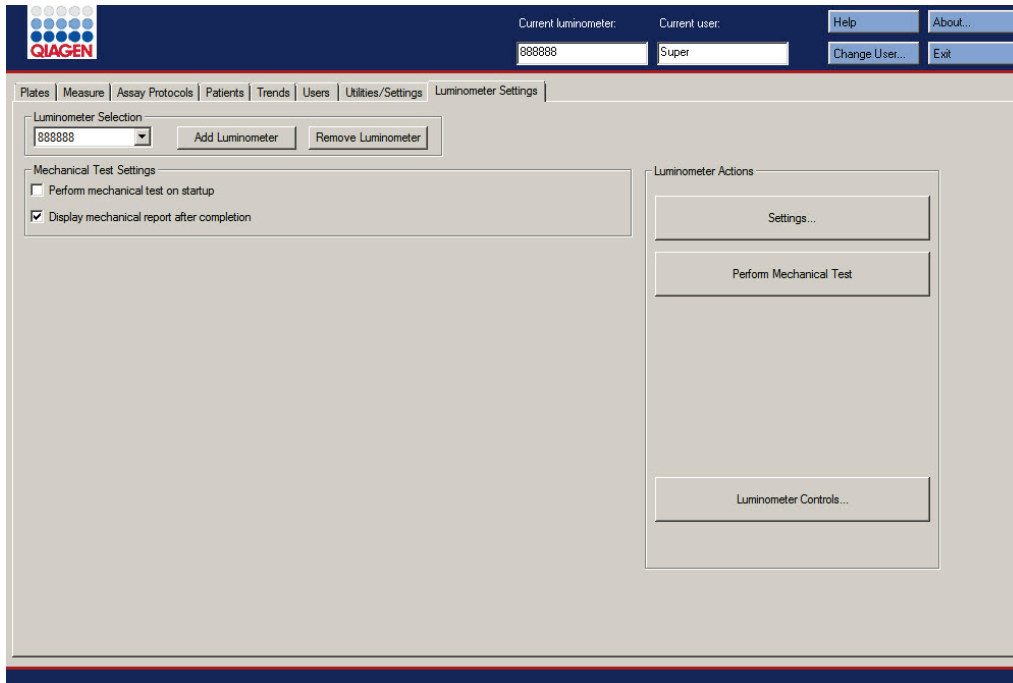 QIAGEN
Current luminometer: Current user: Help About...
888888 Super Change User... Exit
Plates Measure Assay Protocols Patients Trends Users Utilities/Settings Luminometer Settings
Luminometer Selection
888888 Add Luminometer Remove Luminometer
Mechanical Test Settings
Perform mechanical test on startup
Display mechanical report after completion
Luminometer Actions
Settings...
Perform Mechanical Test
Luminometer Controls...